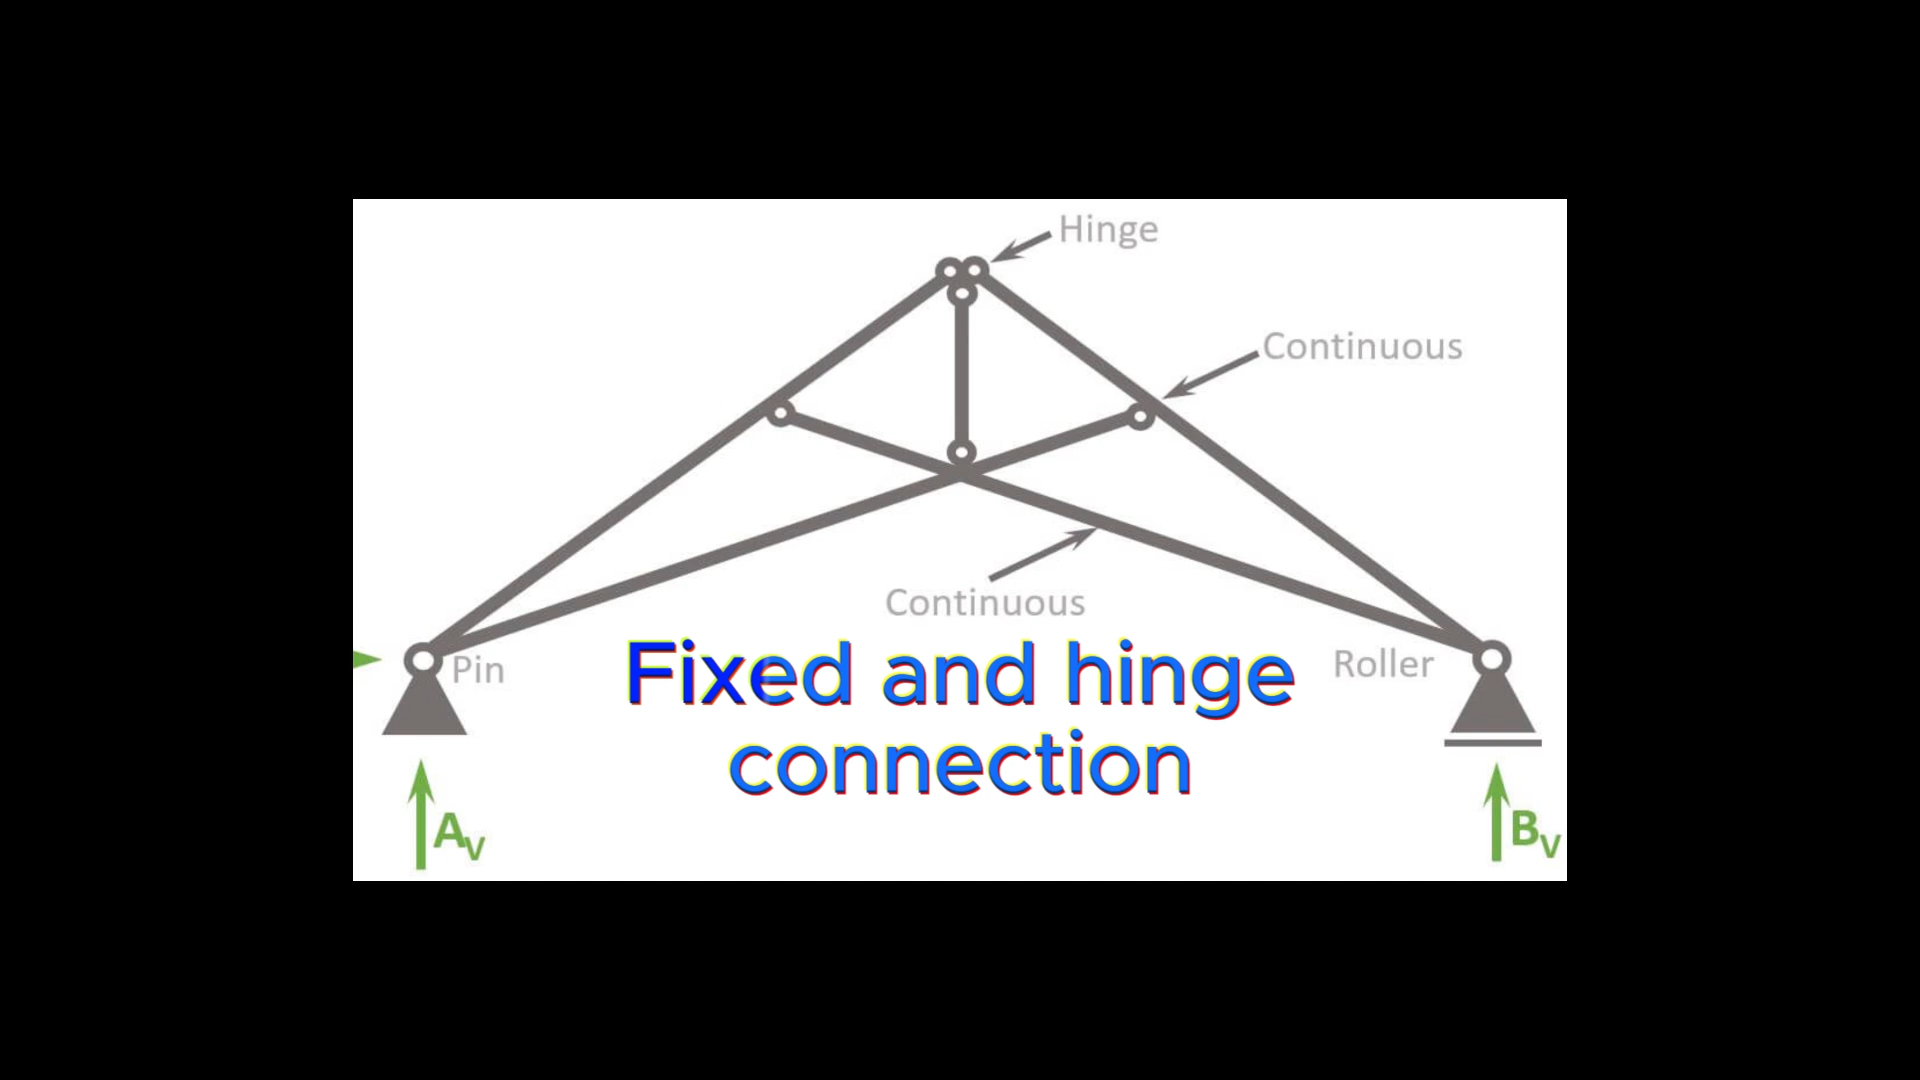 Hinge
Continuous
Continuous
Pin
Fixed and hinge
connection
Roller
AV
BV